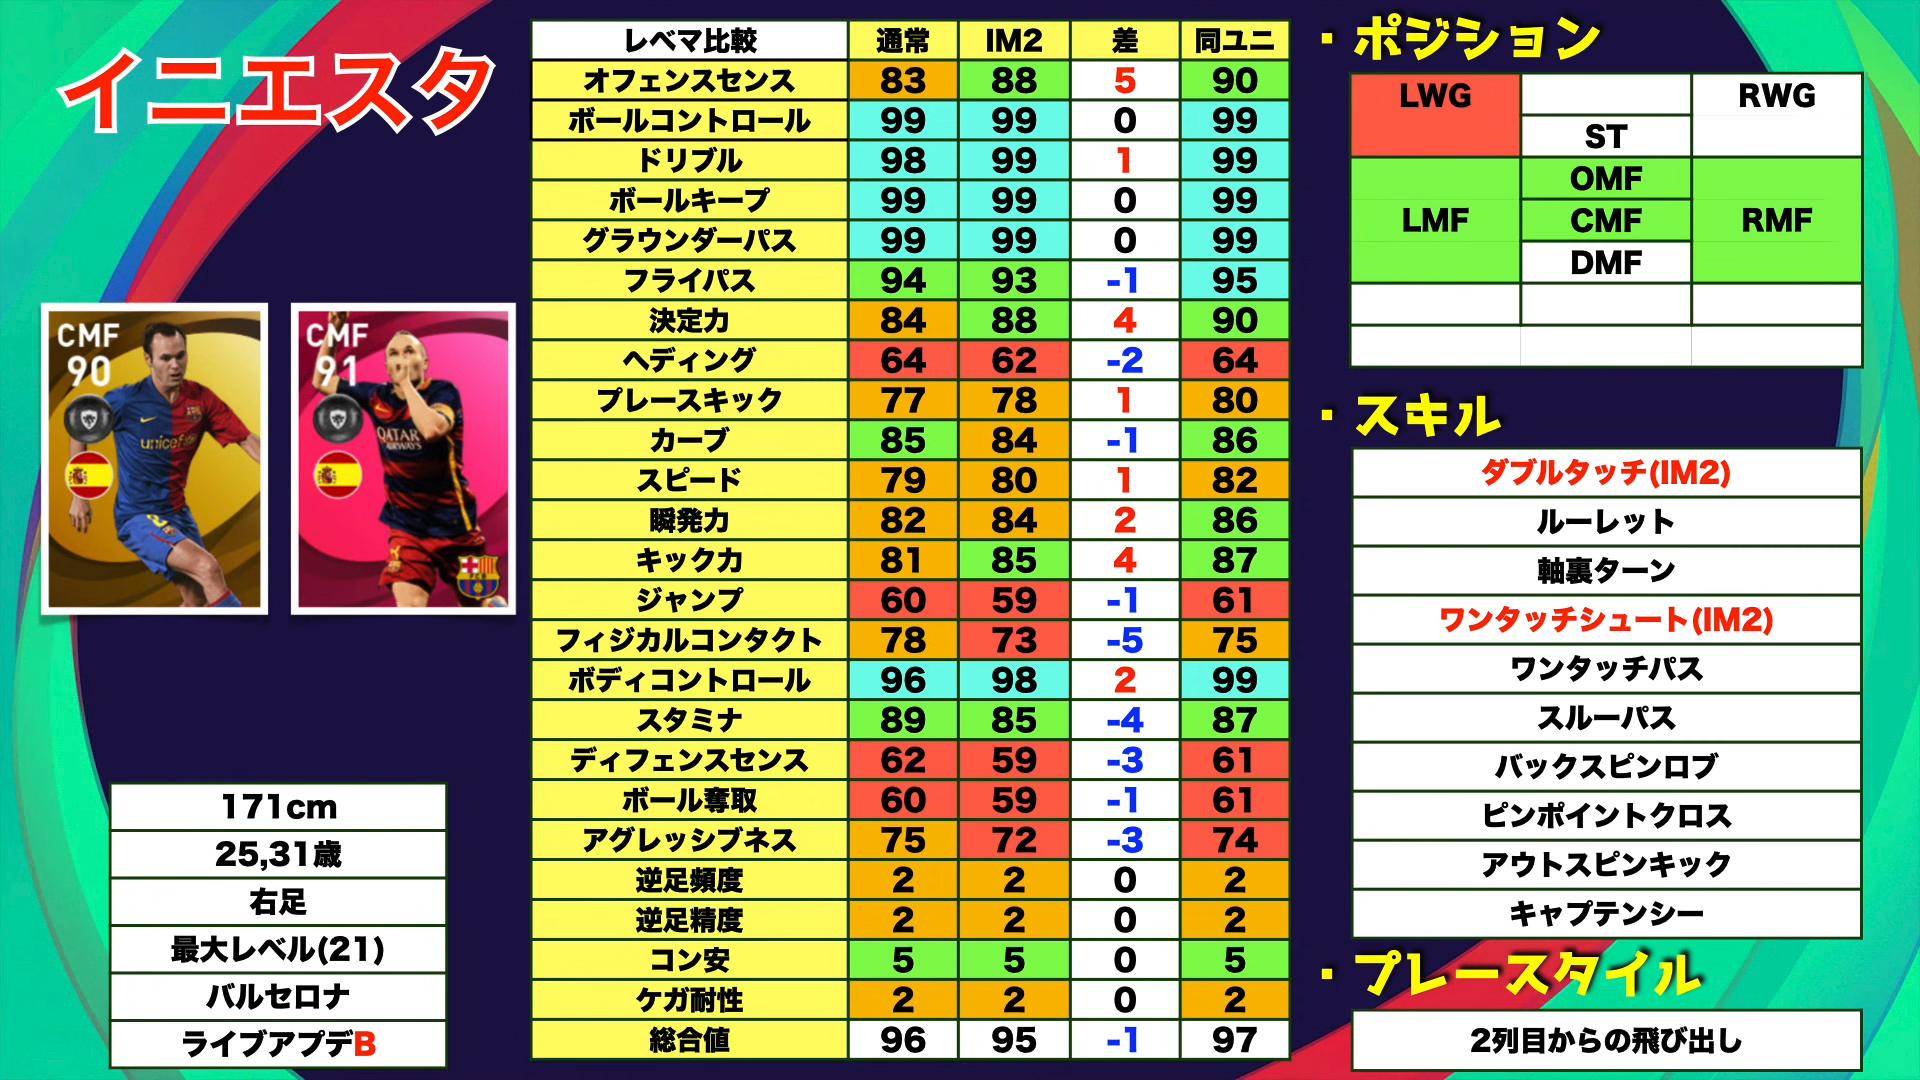 イニエスタ
CMF
90
unicef
CMF
91
QATAR
AIRWAYS
171cm
25,31歳
右足
最大レベル(21)
バルセロナ
ライブアプデB
レベマ比較 通常 IM2 差 同ユニ
オフェンスセンス 83 88 5 90
ボールコントロール 99 99 0 99
ドリブル 98 99 1 99
ボールキープ 99 99 0 99
グラウンダーパス 99 99 0 99
フライパス 94 93 -1 95
決定力 84 88 4 90
ヘディング 64 62 -2 64
プレースキック 77 78 1 80
カーブ 85 84 -1 86
スピード 79 80 1 82
瞬発力 82 84 2 86
キック力 81 85 4 87
ジャンプ 60 59 -1 61
フィジカルコンタクト 78 73 -5 75
ボディコントロール 96 98 2 99
スタミナ 89 85 -4 87
ディフェンスセンス 62 59 -3 61
ボール奪取 60 59 -1 61
アグレッシブネス 75 72 -3 74
逆足頻度 2 2 0 2
逆足精度 2 2 0 2
コン安 5 5 0 5
ケガ耐性 2 2 0 2
総合値 96 95 -1 97
・ポジション
LWG RWG
ST
OMF
LMF CMF RMF
DMF
・スキル
ダブルタッチ(IM2)
ルーレット
軸裏ターン
ワンタッチシュート(IM2)
ワンタッチパス
スルーパス
バックスピンロブ
ピンポイントクロス
アウトスピンキック
キャプテンシー
・プレースタイル
2列目からの飛び出し